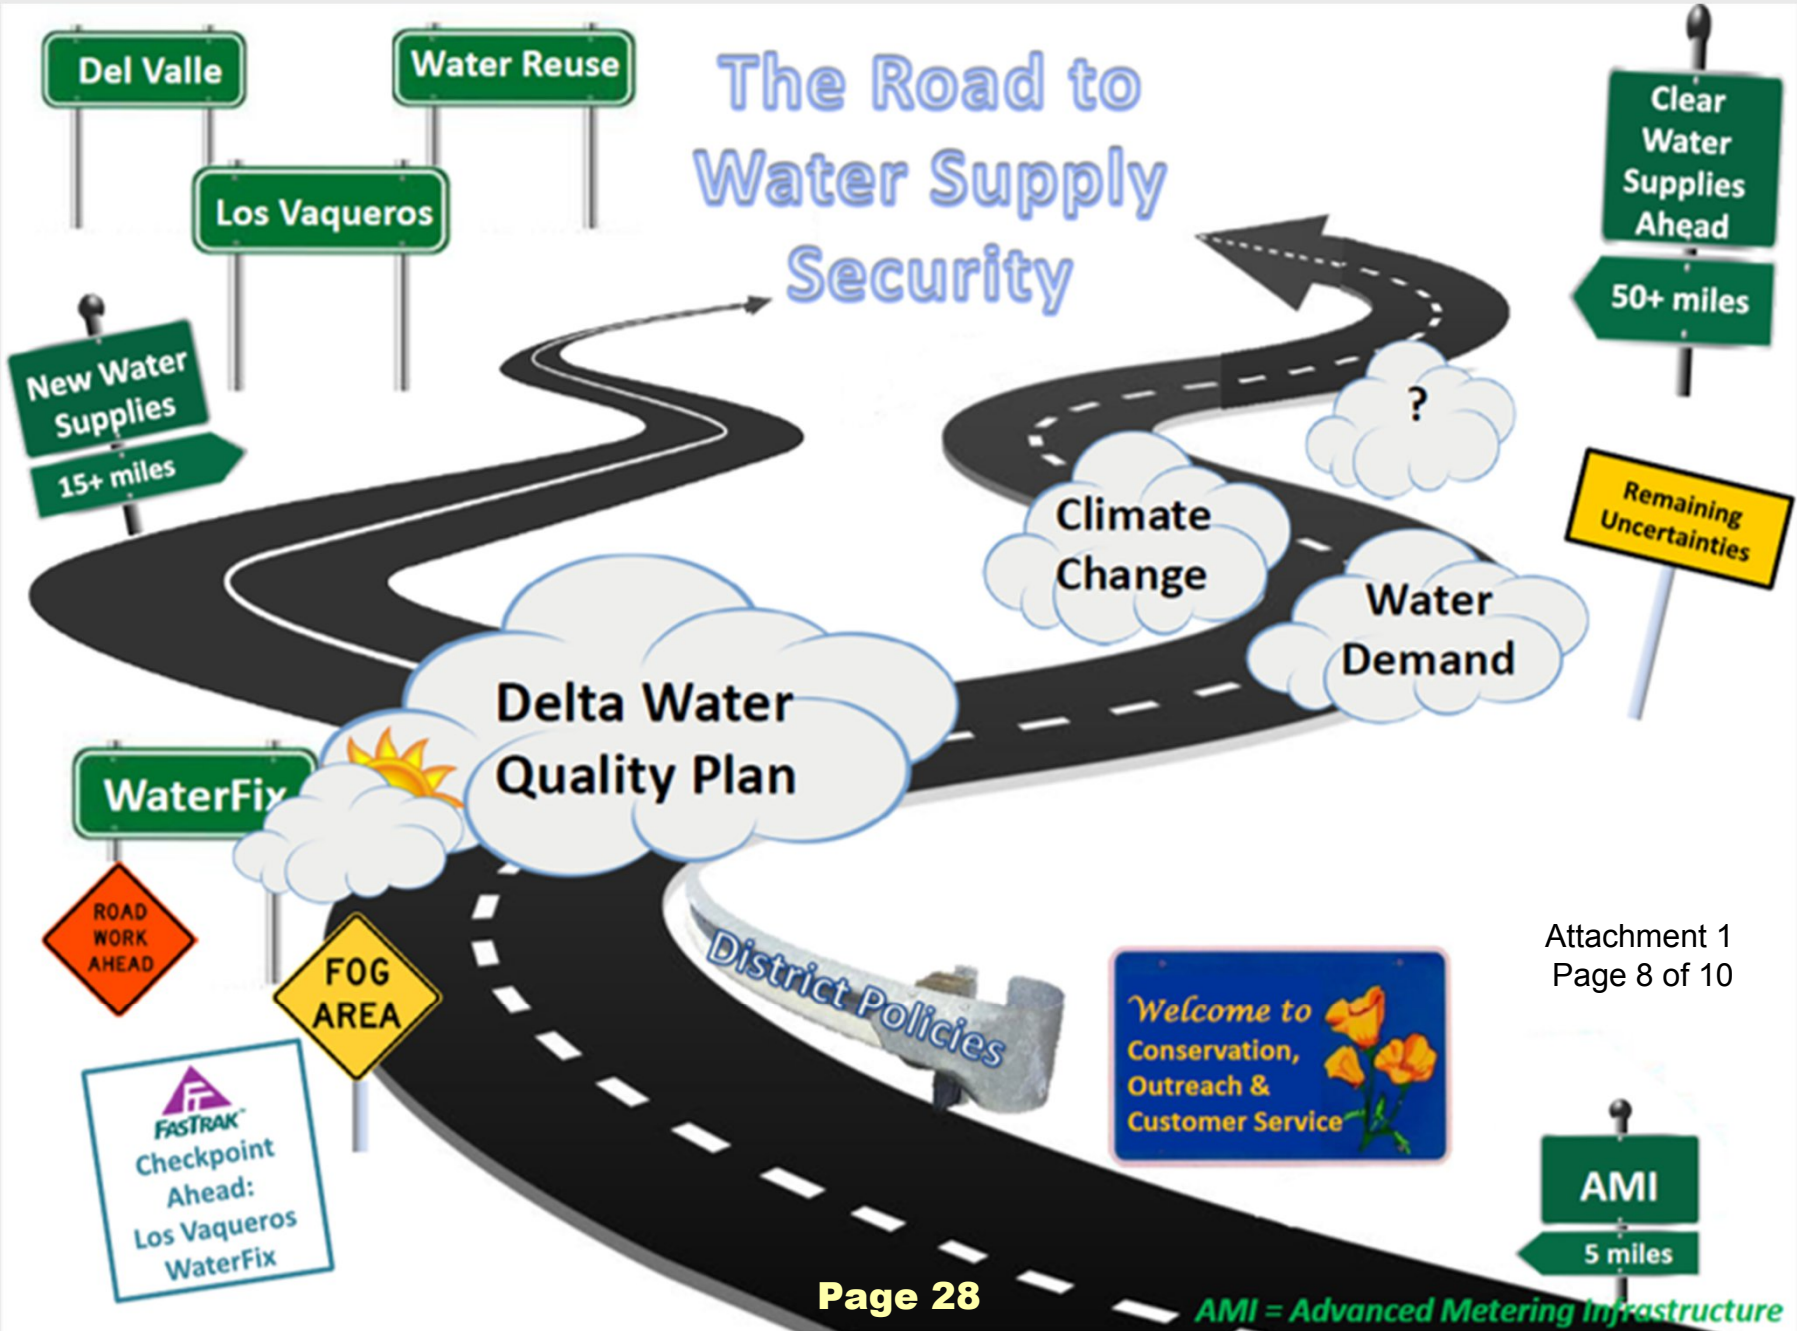 Del Valle
Water Reuse
Los Vaqueros
The Road to
Water Supply
Security
Clear
Water
Supplies
Ahead
50+ miles
New Water
Supplies
15+ miles
?
Climate
Change
Remaining
Uncertainties
Water
Demand
Delta Water
Quality Plan
WaterFix
ROAD
WORK
AHEAD
FOG
AREA
District Policies
Attachment 1
Page 8 of 10
Welcome to
Conservation,
Outreach &
Customer Service
FASTRAK™
Checkpoint
Ahead:
Los Vaqueros
WaterFix
AMI
5 miles
Page 28
AMI = Advanced Metering Infrastructure